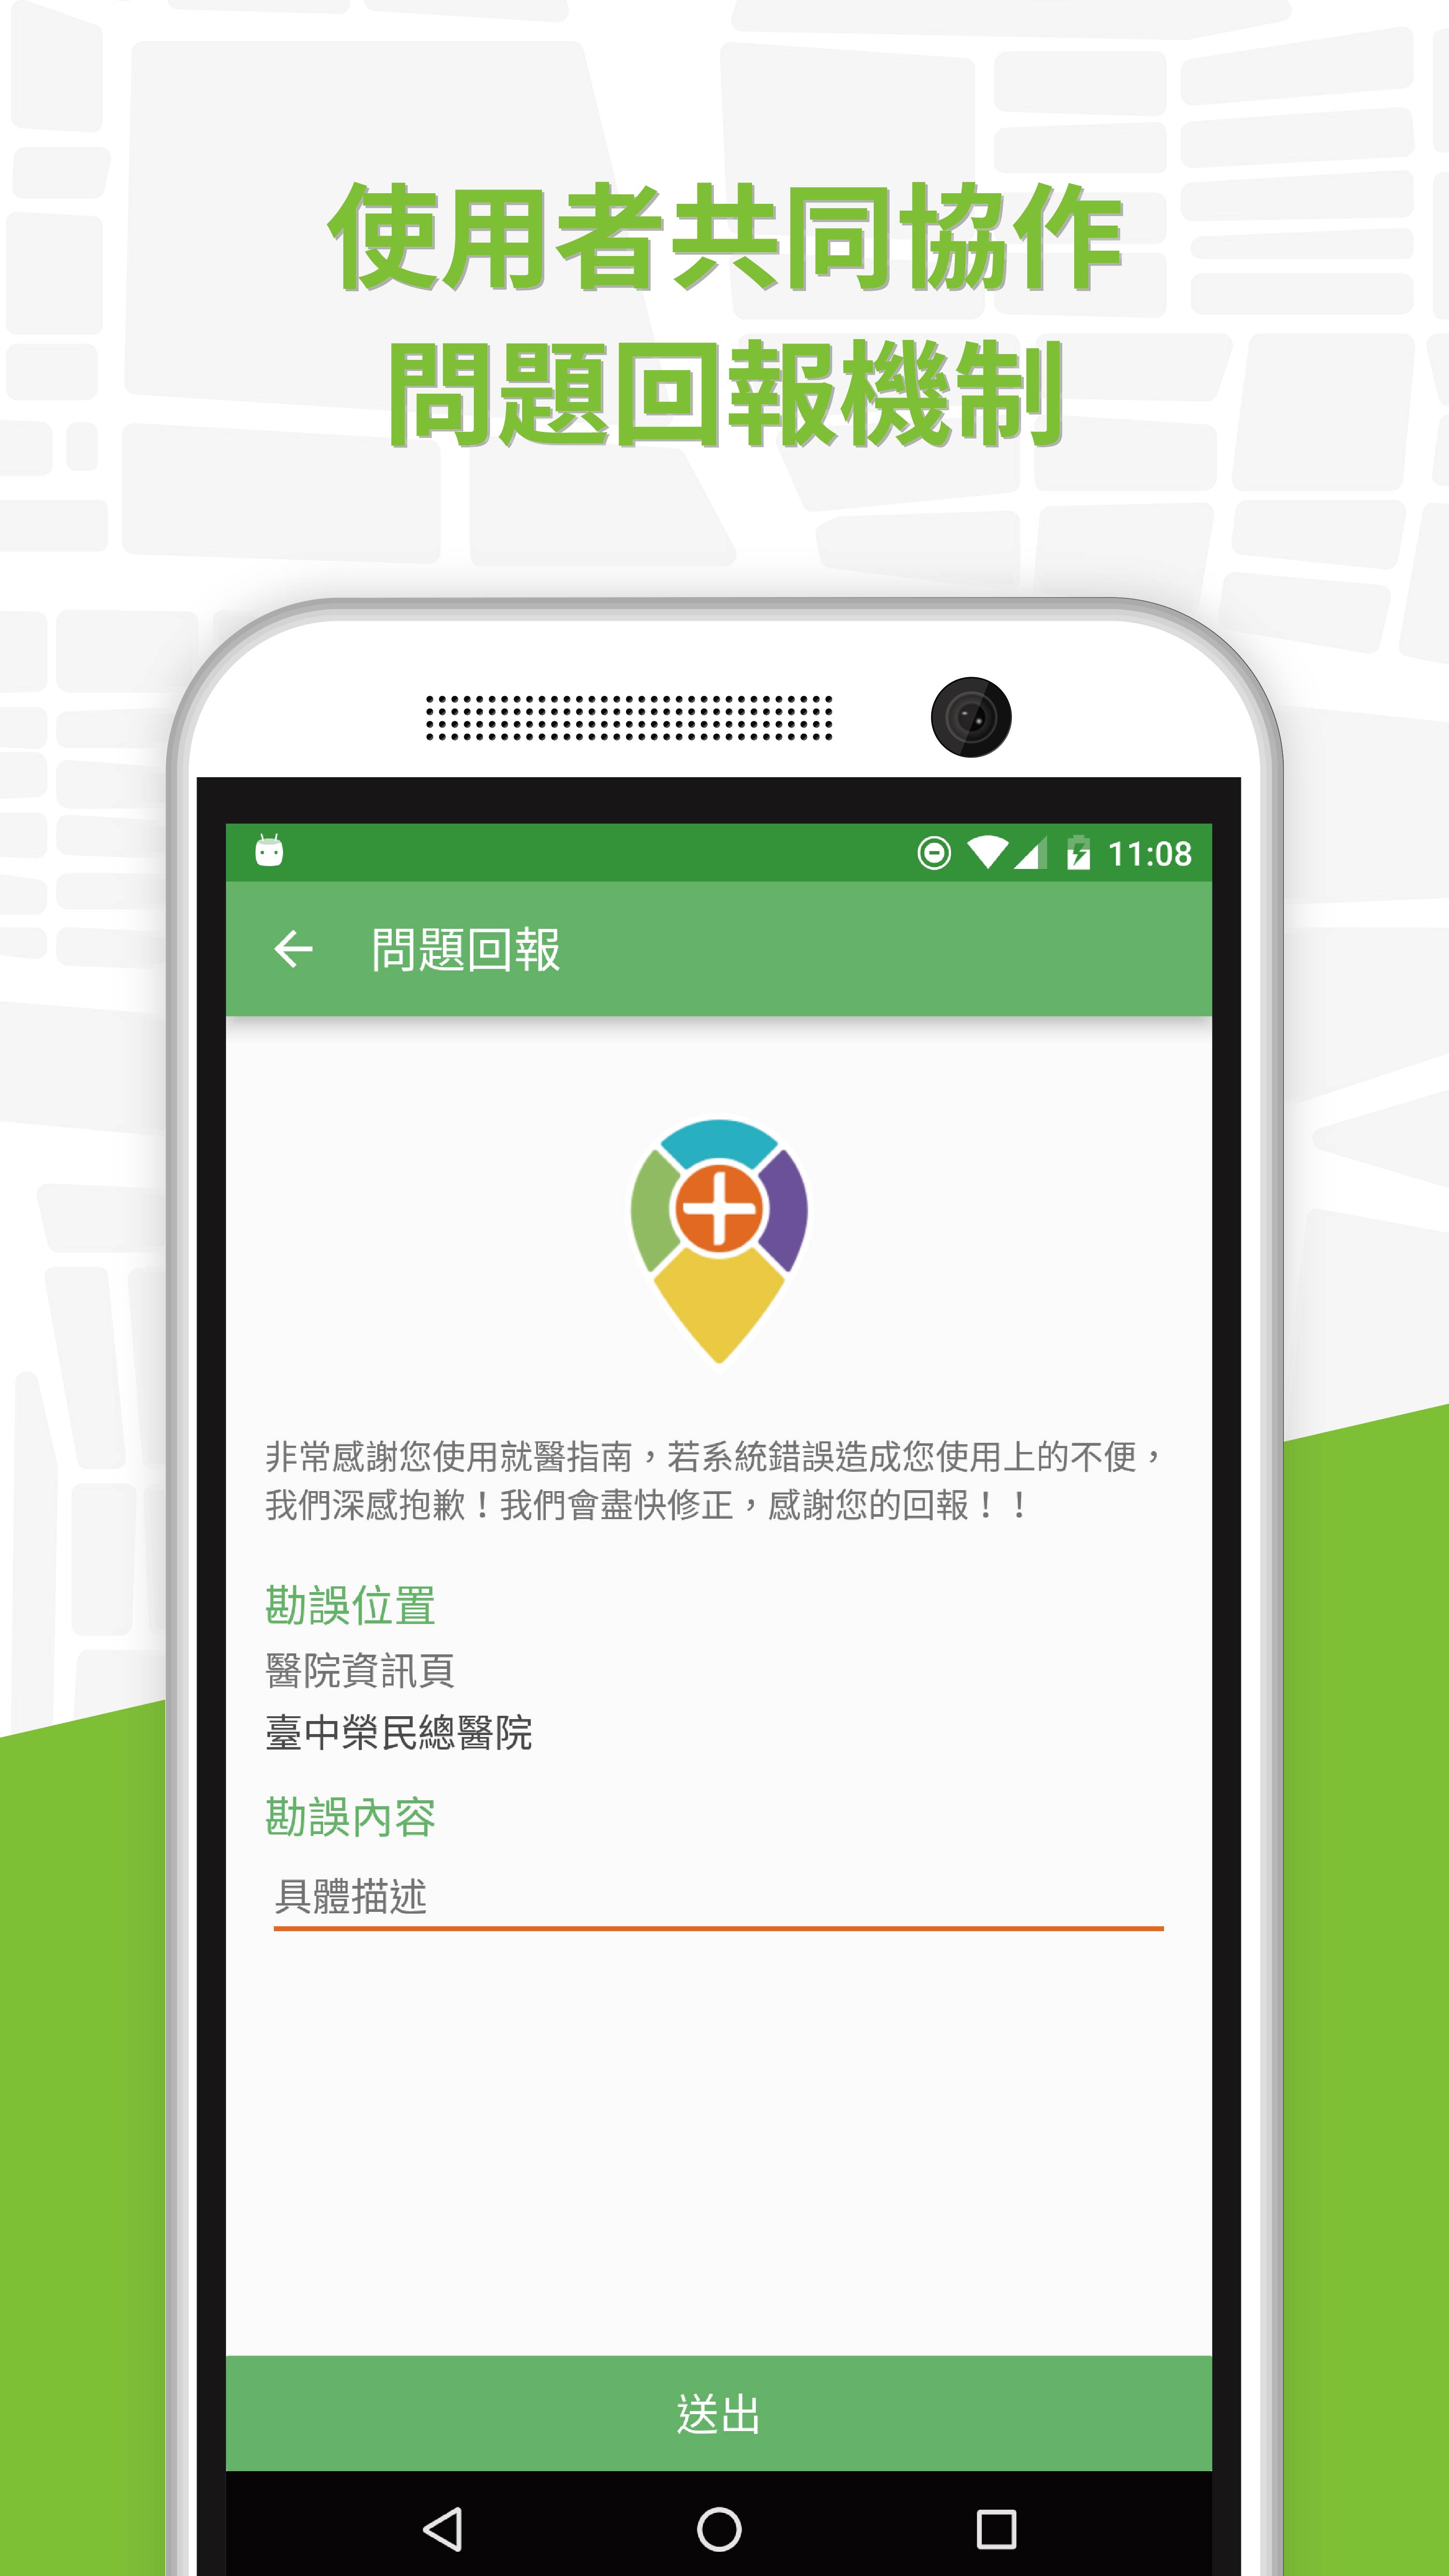 使用者共同協作
問題回報機制
11:08
問題回報
非常感謝您使用就醫指南，若系統錯誤造成您使用上的不便，
我們深感抱歉！我們會盡快修正，感謝您的回報！！
勘誤位置
醫院資訊頁
臺中榮民總醫院
勘誤內容
具體描述
送出